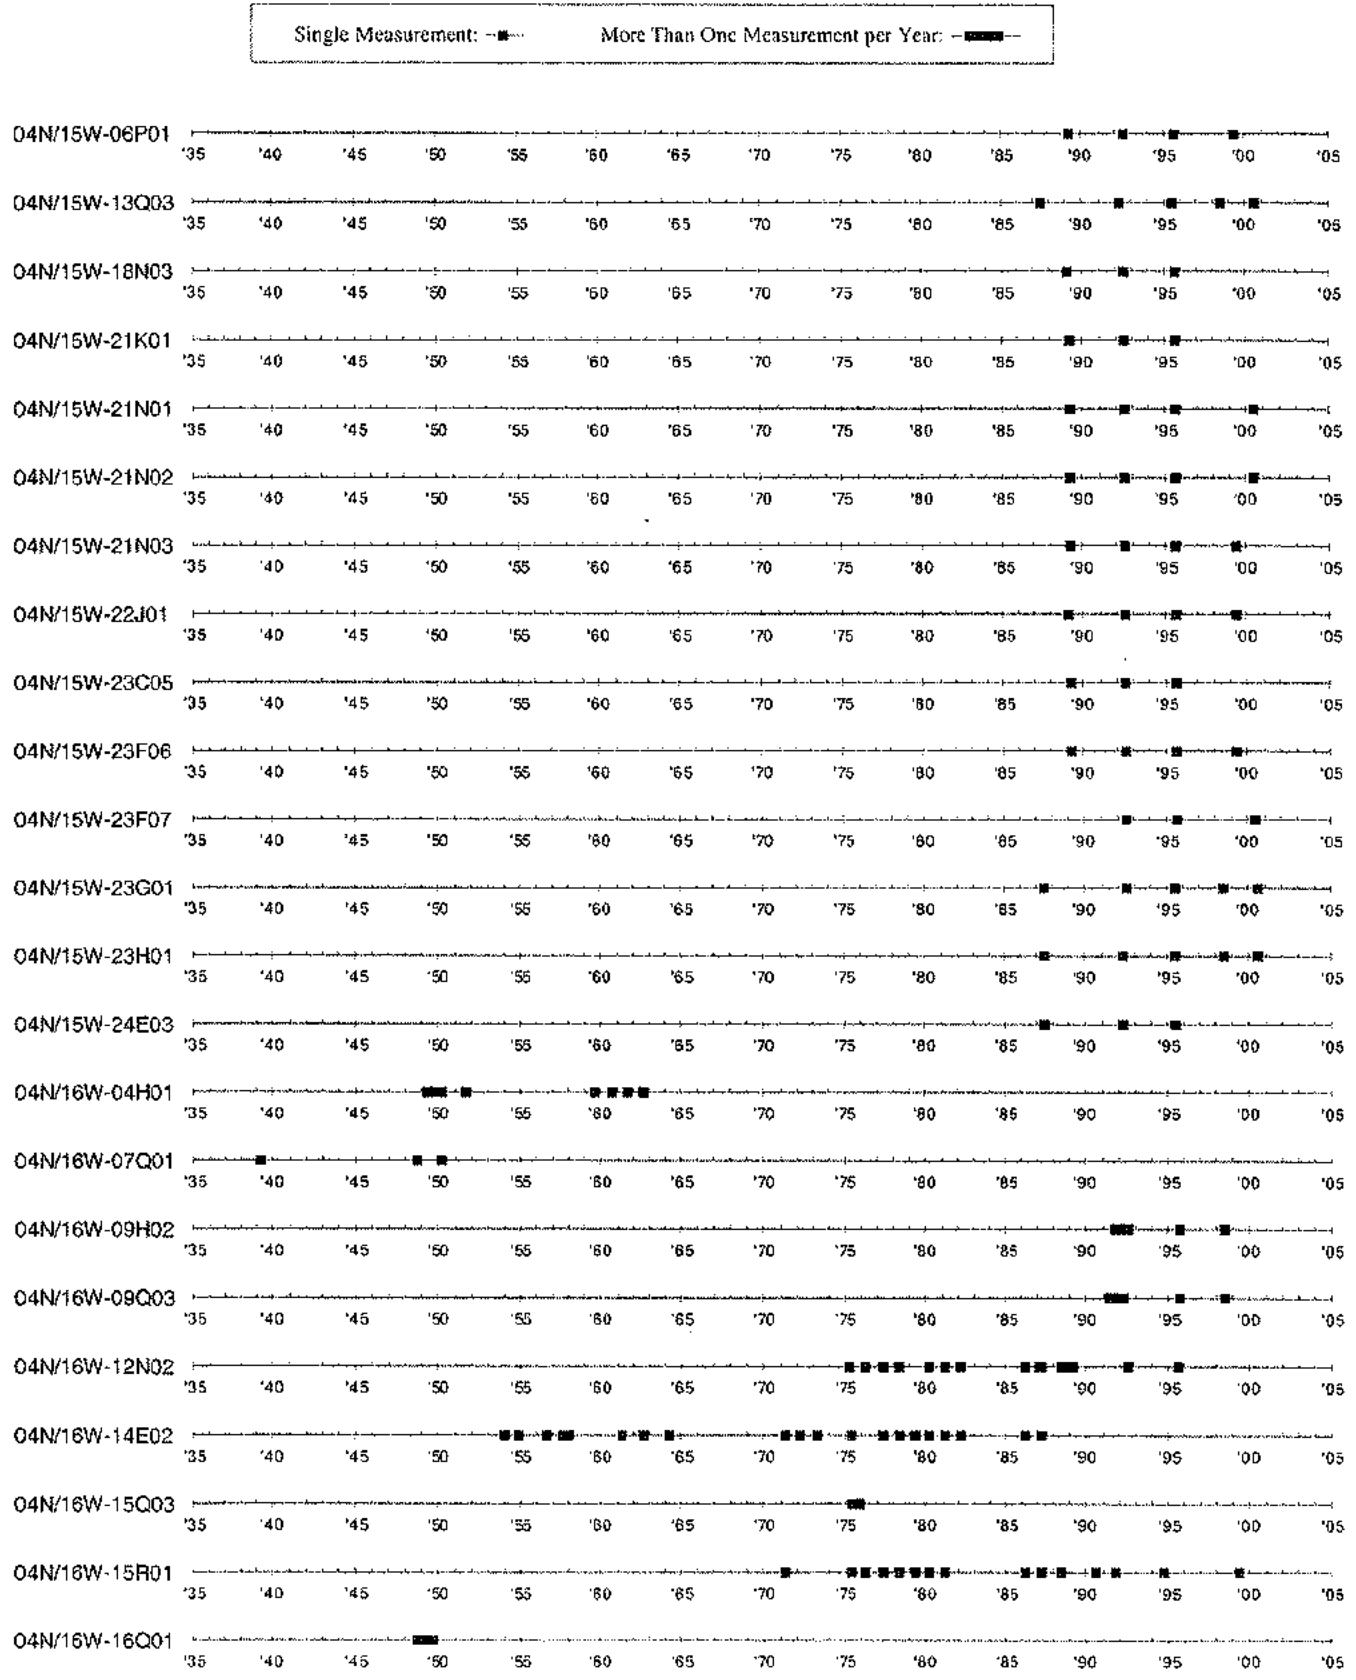 Single Measurement: More Than One Measurement per Year:
04N/15W-06P01
'35 '40 '45 '50 '55 '60 '65 '70 '75 '80 '85 '90 '95 '00 '05
04N/15W-13Q03
'35 '40 '45 '50 '55 '60 '65 '70 '75 '80 '85 '90 '95 '00 '05
04N/15W-18N03
'35 '40 '45 '50 '55 '60 '65 '70 '75 '80 '85 '90 '95 '00 '05
04N/15W-21K01
'35 '40 '45 '50 '55 '60 '65 '70 '75 '80 '85 '90 '95 '00 '05
04N/15W-21N01
'35 '40 '45 '50 '55 '60 '65 '70 '75 '80 '85 '90 '95 '00 '05
04N/15W-21N02
'35 '40 '45 '50 '55 '60 '65 '70 '75 '80 '85 '90 '95 '00 '05
04N/15W-21N03
'35 '40 '45 '50 '55 '60 '65 '70 '75 '80 '85 '90 '95 '00 '05
04N/15W-22J01
'35 '40 '45 '50 '55 '60 '65 '70 '75 '80 '85 '90 '95 '00 '05
04N/15W-23C05
'35 '40 '45 '50 '55 '60 '65 '70 '75 '80 '85 '90 '95 '00 '05
04N/15W-23F06
'35 '40 '45 '50 '55 '60 '65 '70 '75 '80 '85 '90 '95 '00 '05
04N/15W-23F07
'35 '40 '45 '50 '55 '60 '65 '70 '75 '80 '85 '90 '95 '00 '05
04N/15W-23G01
'35 '40 '45 '50 '55 '60 '65 '70 '75 '80 '85 '90 '95 '00 '05
04N/15W-23H01
'35 '40 '45 '50 '55 '60 '65 '70 '75 '80 '85 '90 '95 '00 '05
04N/15W-24E03
'35 '40 '45 '50 '55 '60 '65 '70 '75 '80 '85 '90 '95 '00 '05
04N/16W-04H01
'35 '40 '45 '50 '55 '60 '65 '70 '75 '80 '85 '90 '95 '00 '05
04N/16W-07Q01
'35 '40 '45 '50 '55 '60 '65 '70 '75 '80 '85 '90 '95 '00 '05
04N/16W-09H02
'35 '40 '45 '50 '55 '60 '65 '70 '75 '80 '85 '90 '95 '00 '05
04N/16W-09Q03
'35 '40 '45 '50 '55 '60 '65 '70 '75 '80 '85 '90 '95 '00 '05
04N/16W-12N02
'35 '40 '45 '50 '55 '60 '65 '70 '75 '80 '85 '90 '95 '00 '05
04N/16W-14E02
'35 '40 '45 '50 '55 '60 '65 '70 '75 '80 '85 '90 '95 '00 '05
04N/16W-15Q03
'35 '40 '45 '50 '55 '60 '65 '70 '75 '80 '85 '90 '95 '00 '05
04N/16W-15R01
'35 '40 '45 '50 '55 '60 '65 '70 '75 '80 '85 '90 '95 '00 '05
04N/16W-16Q01
'35 '40 '45 '50 '55 '60 '65 '70 '75 '80 '85 '90 '95 '00 '05